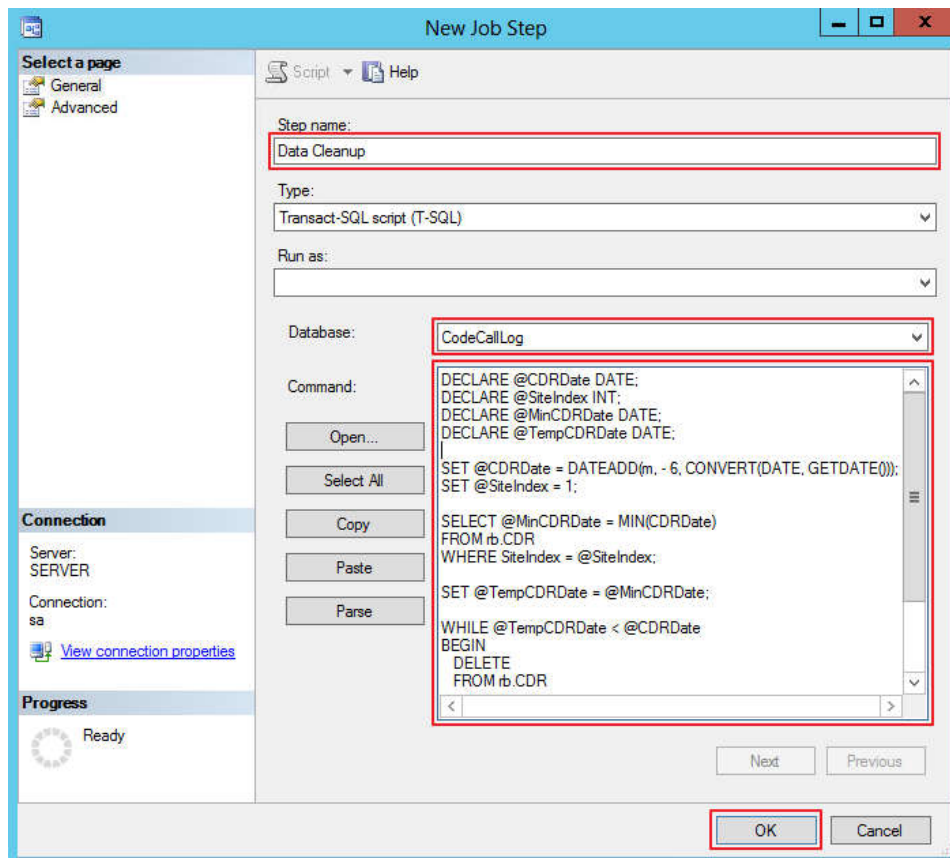 New Job Step
Select a page
General
Advanced
Script
Help
Step name:
Data Cleanup
Type:
Transact-SQL script (T-SQL)
Run as:
Database:
CodeCallLog
Command:
Open...
Select All
Copy
Paste
Parse
DECLARE @CDRDate DATE;
DECLARE @SiteIndex INT;
DECLARE @MinCDRDate DATE;
DECLARE @TempCDRDate DATE;
SET @CDRDate = DATEADD(m, - 6, CONVERT(DATE, GETDATE()));
SET @SiteIndex = 1;
SELECT @MinCDRDate = MIN(CDRDate)
FROM rb.CDR
WHERE SiteIndex = @SiteIndex;
SET @TempCDRDate = @MinCDRDate;
WHILE @TempCDRDate < @CDRDate
BEGIN
DELETE
FROM rb.CDR
Connection
Server:
SERVER
Connection:
sa
View connection properties
Progress
Ready
Next
Previous
OK
Cancel